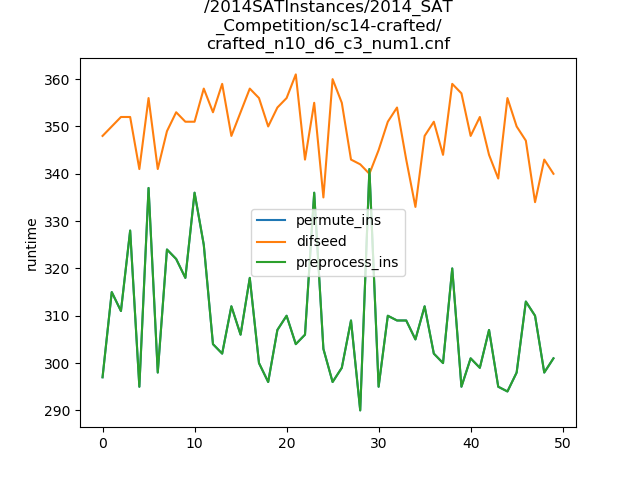 /2014SATInstances/2014_SAT
_Competition/sc14-crafted/
crafted_n10_d6_c3_num1.cnf
360
350
340
330
320
310
300
290
runtime
permute_ins
difseed
preprocess_ins
0 10 20 30 40 50